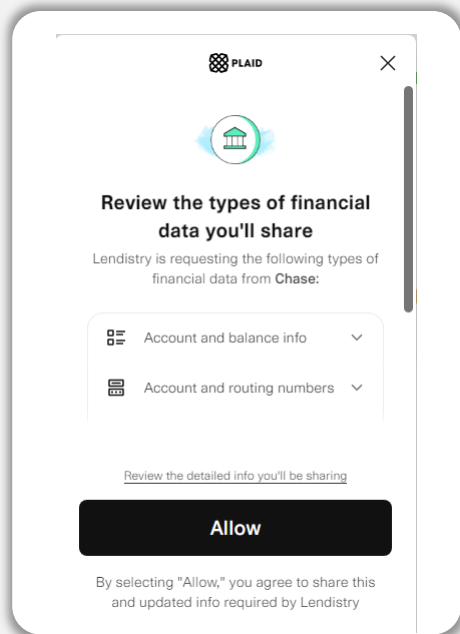 PLAID
Review the types of financial
data you'll share
Lendistry is requesting the following types of
financial data from Chase:
Account and balance info
Account and routing numbers
Review the detailed info you'll be sharing
Allow
By selecting "Allow," you agree to share this
and updated info required by Lendistry